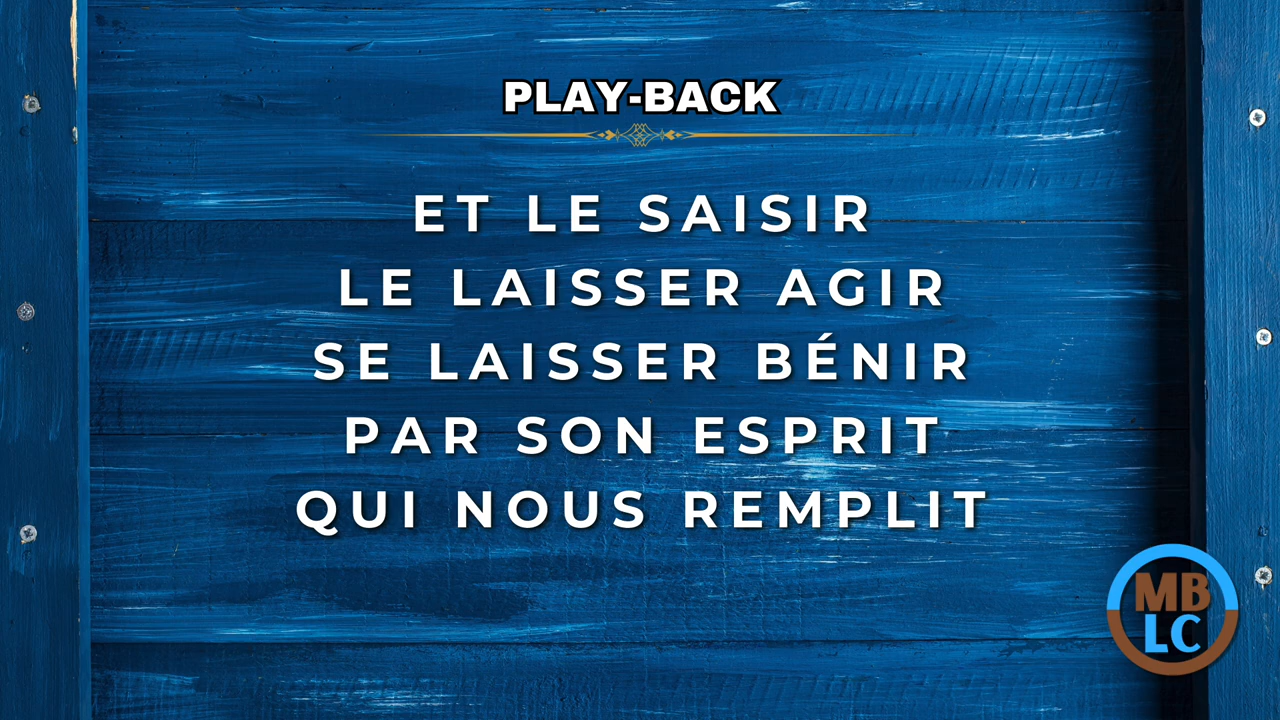 PLAY-BACK
ET LE SAISIR
LE LAISSER AGIR
SE LAISSER BÉNIR
PAR SON ESPRIT
QUI NOUS REMPLIT
MB
LC